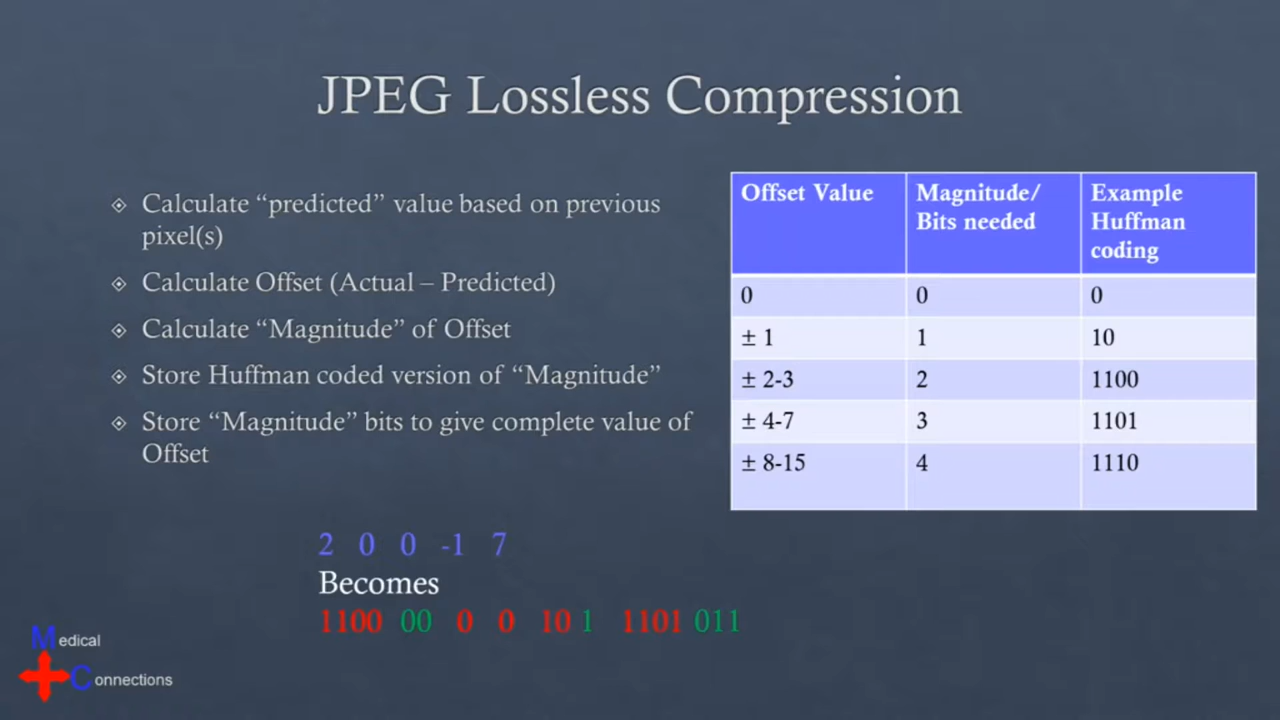 JPEG Lossless Compression
Calculate “predicted” value based on previous
pixel(s)
Calculate Offset (Actual – Predicted)
Calculate “Magnitude” of Offset
Store Huffman coded version of “Magnitude”
Store “Magnitude” bits to give complete value of
Offset
Offset Value Magnitude/ Bits needed Example Huffman coding
0 0 0
± 1 1 10
± 2-3 2 1100
± 4-7 3 1101
± 8-15 4 1110
2 0 0 -1 7
Becomes
1100 00 0 0 10 1 1101 011
Medical
Connections